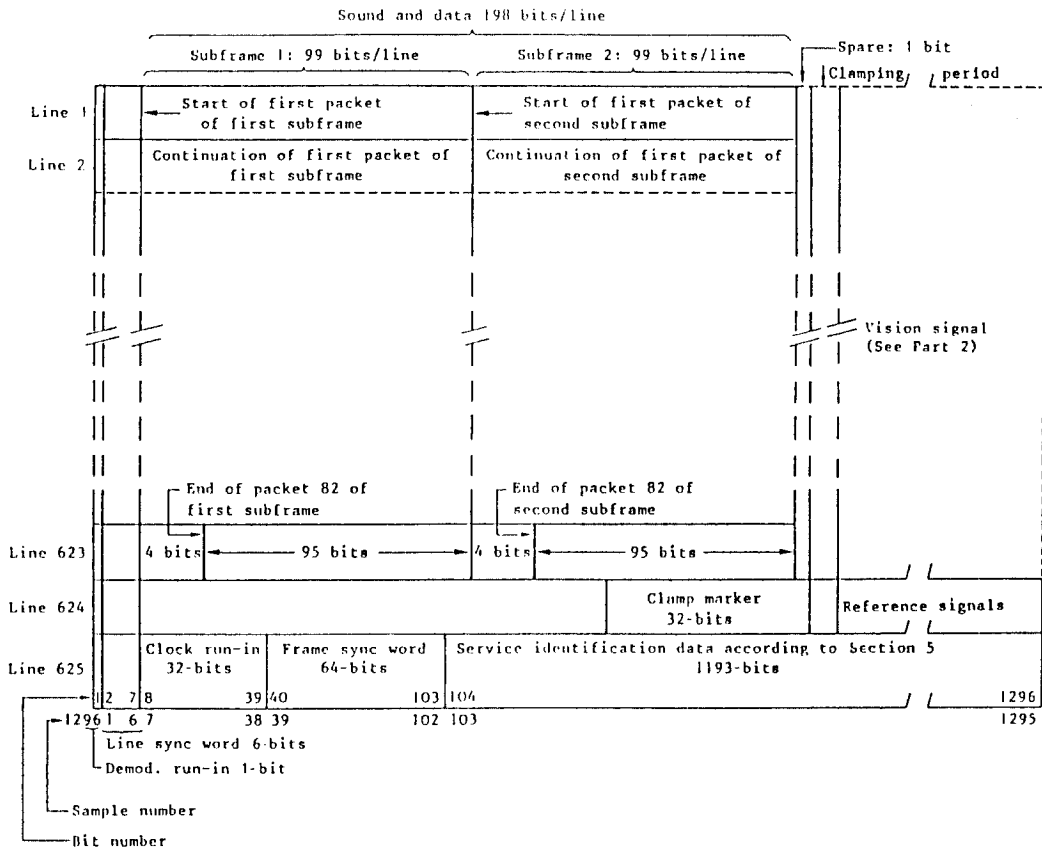 Sound and data 198 bits/line
Subframe 1: 99 bits/line
Subframe 2: 99 bits/line
Spare: 1 bit
Clamping period
Line 1
Start of first packet
of first subframe
Start of first packet of
second subframe
Line 2
Continuation of first packet of
first subframe
Continuation of first packet of
second subframe
Vision signal
(See Part 2)
End of packet 82 of
first subframe
End of packet 82 of
second subframe
Line 623
4 bits
95 bits
4 bits
95 bits
Line 624
Clamp marker
32-bits
Reference signals
Line 625
Clock run-in
32-bits
Frame sync word
64-bits
Service identification data according to Section 5
1193-bits
1 2 7 8 39 40 103 104 1296
1296 1 6 7 38 39 102 103 1295
Line sync word 6-bits
Demod. run-in 1-bit
Sample number
Bit number